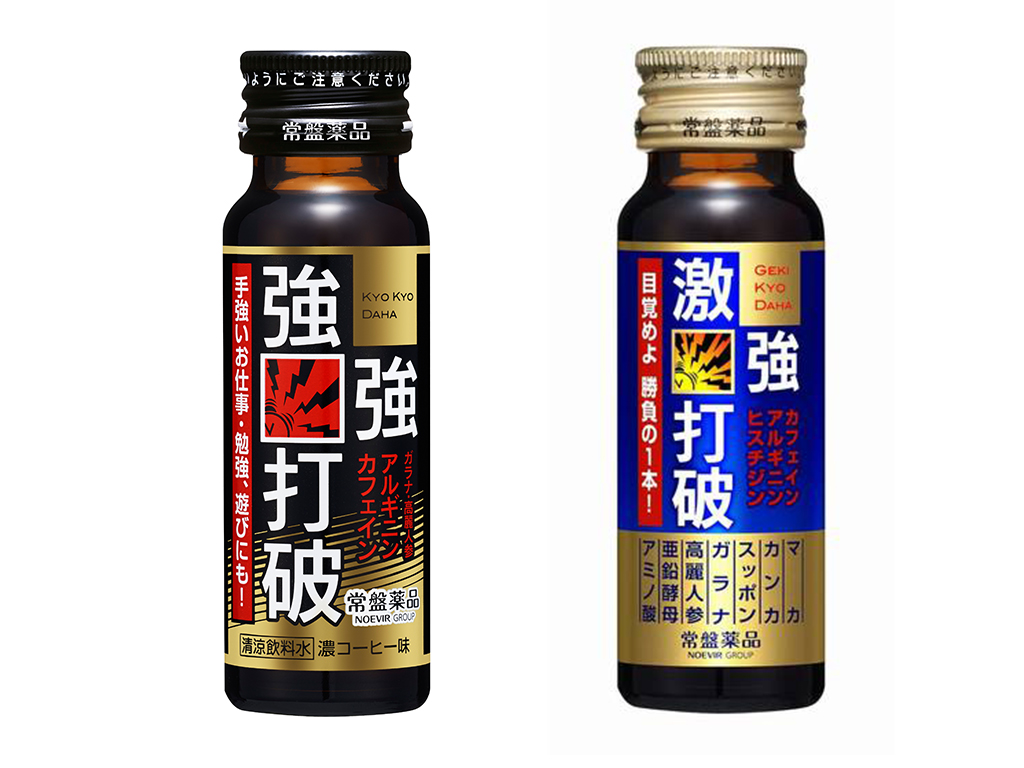 いようにご注意ください。
常盤薬品
強強打破
KYO KYO
DAHA
手強いお仕事・勉強、遊びにも!
ガラナ、高麗人参
アルギニン
カフェイン
常盤薬品
NOEVIR GROUP
清涼飲料水 濃コーヒー味
ようにご注意ください
常盤薬品
激強打破
GEKI
KYO
DAHA
目覚めよ 勝負の1本!
カフェイン
アルギニン
ヒスチジン
マカ
カンカ
スッポン
ガラナ
高麗人参
亜鉛酵母
アミノ酸
常盤薬品
NOEVIR GROUP